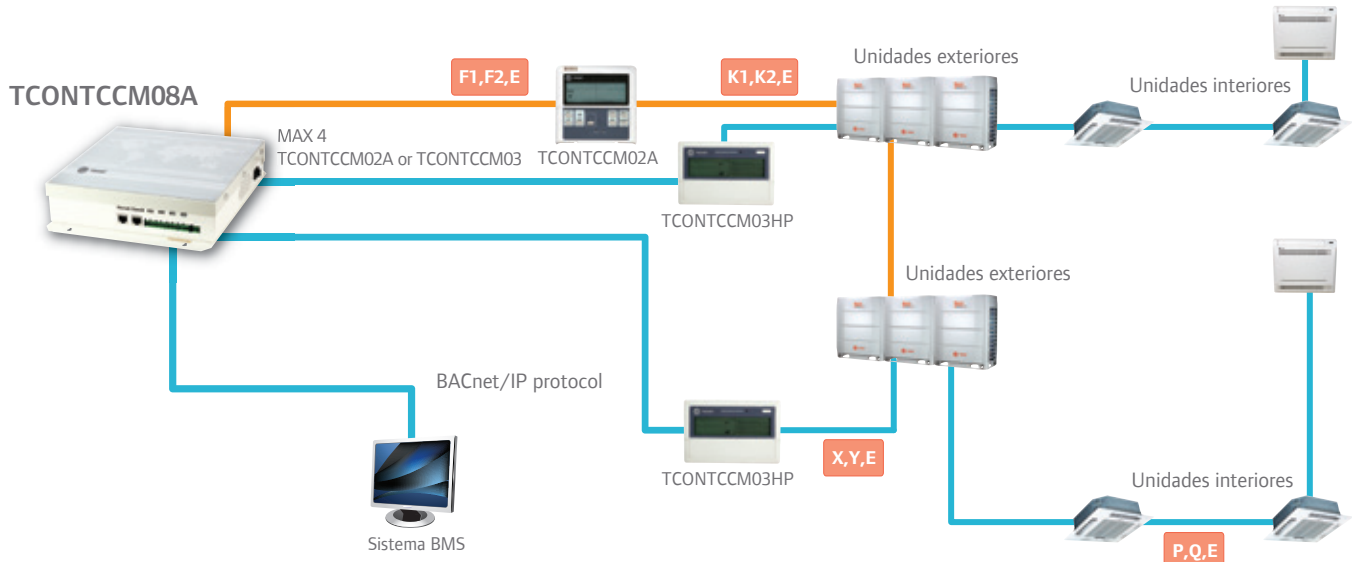 Unidades exteriores
F1,F2,E
K1,K2,E
TCONTCCM08A
Unidades interiores
MAX 4
TCONTCCM02A or TCONTCCM03
TCONTCCM02A
TCONTCCM03HP
Unidades exteriores
BACnet/IP protocol
X,Y,E
TCONTCCM03HP
Unidades interiores
Sistema BMS
P,Q,E